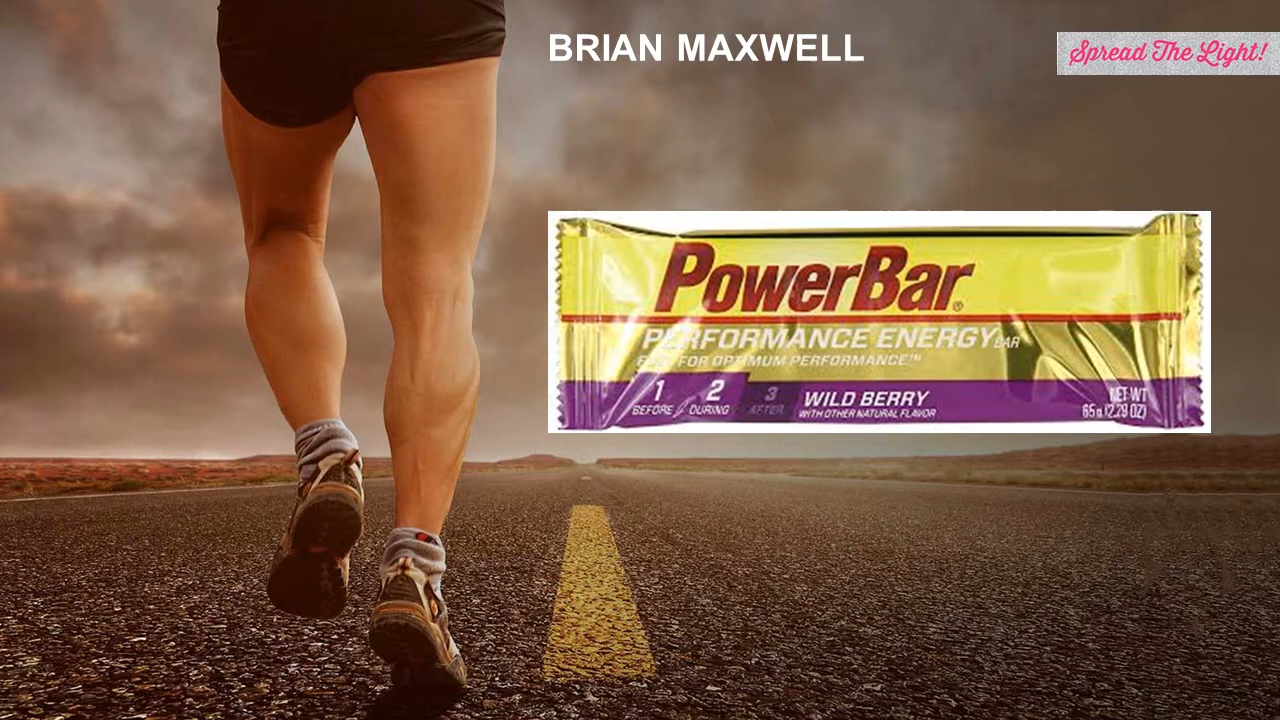 BRIAN MAXWELL
Spread The Light!
PowerBar®
PERFORMANCE ENERGY BAR
FUEL FOR OPTIMUM PERFORMANCE™
1 2 3
BEFORE DURING AFTER
WILD BERRY
WITH OTHER NATURAL FLAVOR
NET WT
65g (2.29 OZ)